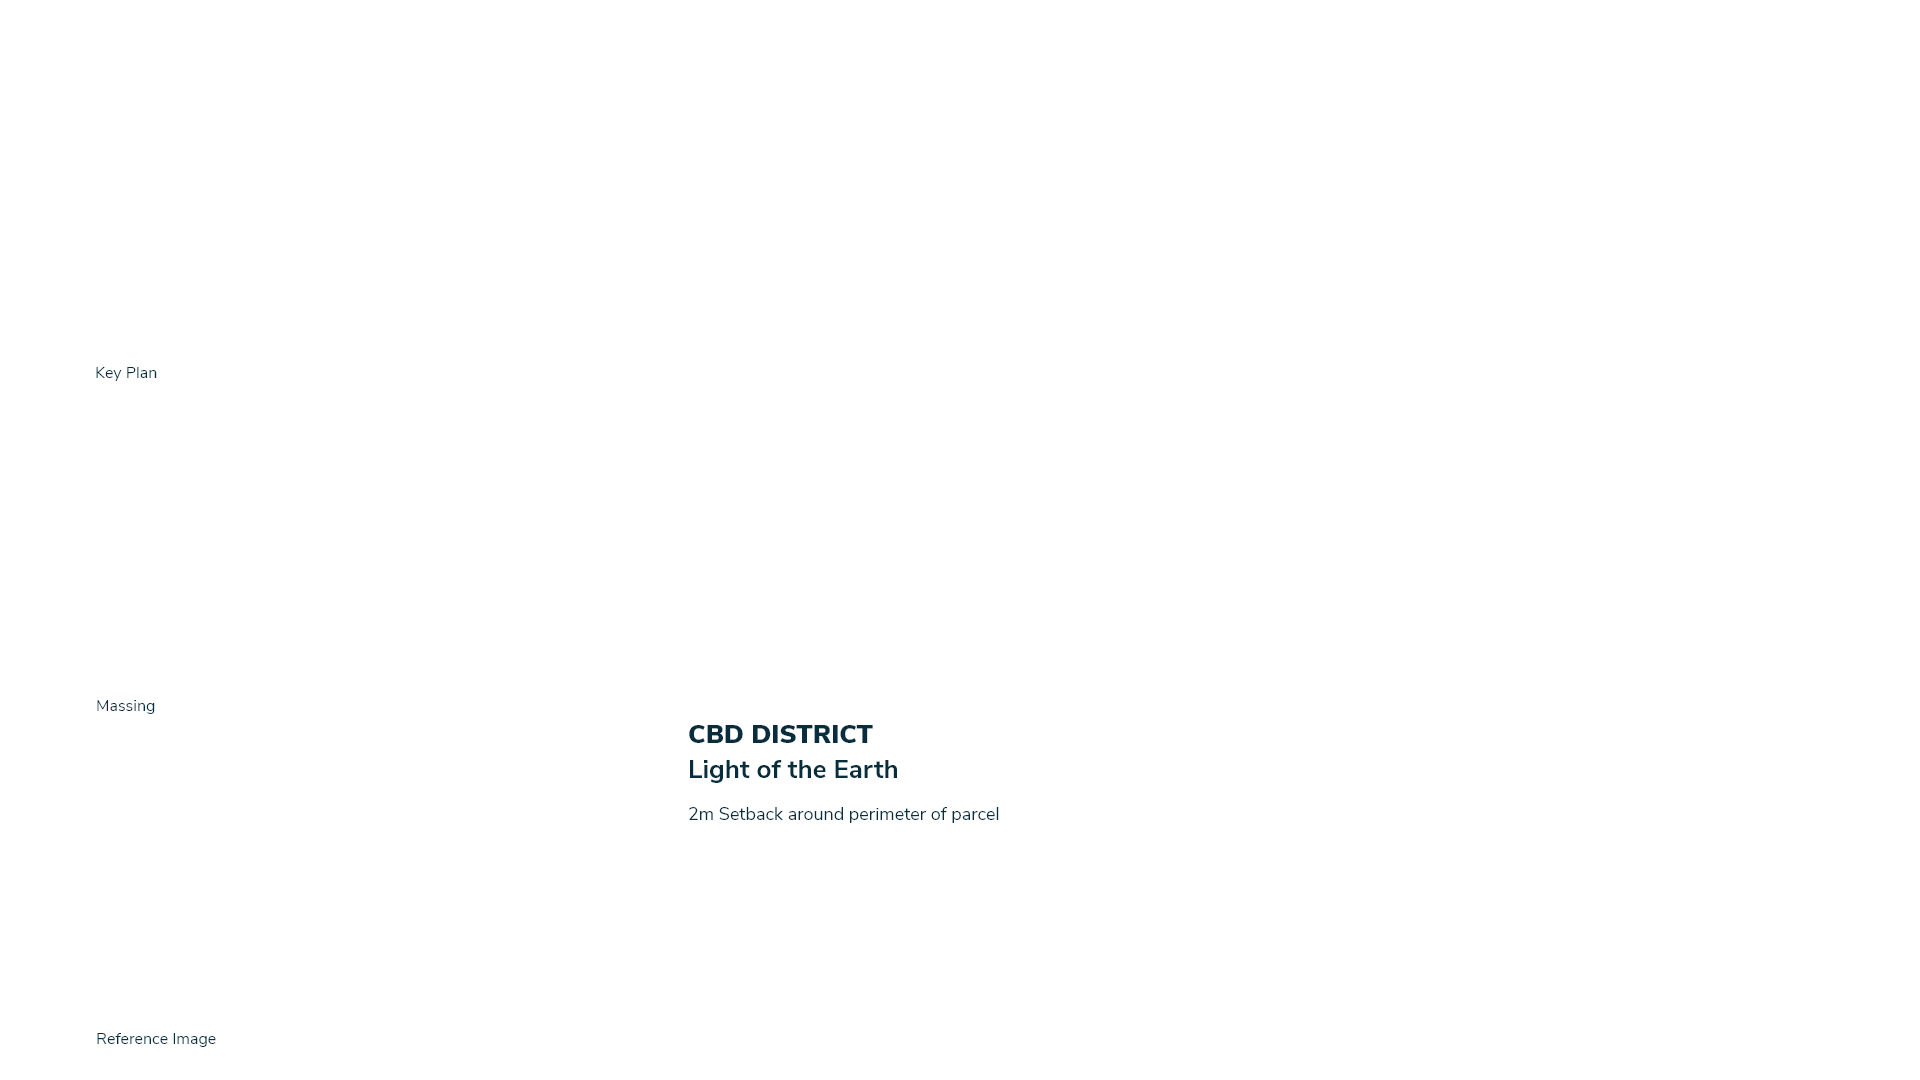 Key Plan
Massing
CBD DISTRICT
Light of the Earth
2m Setback around perimeter of parcel
Reference Image